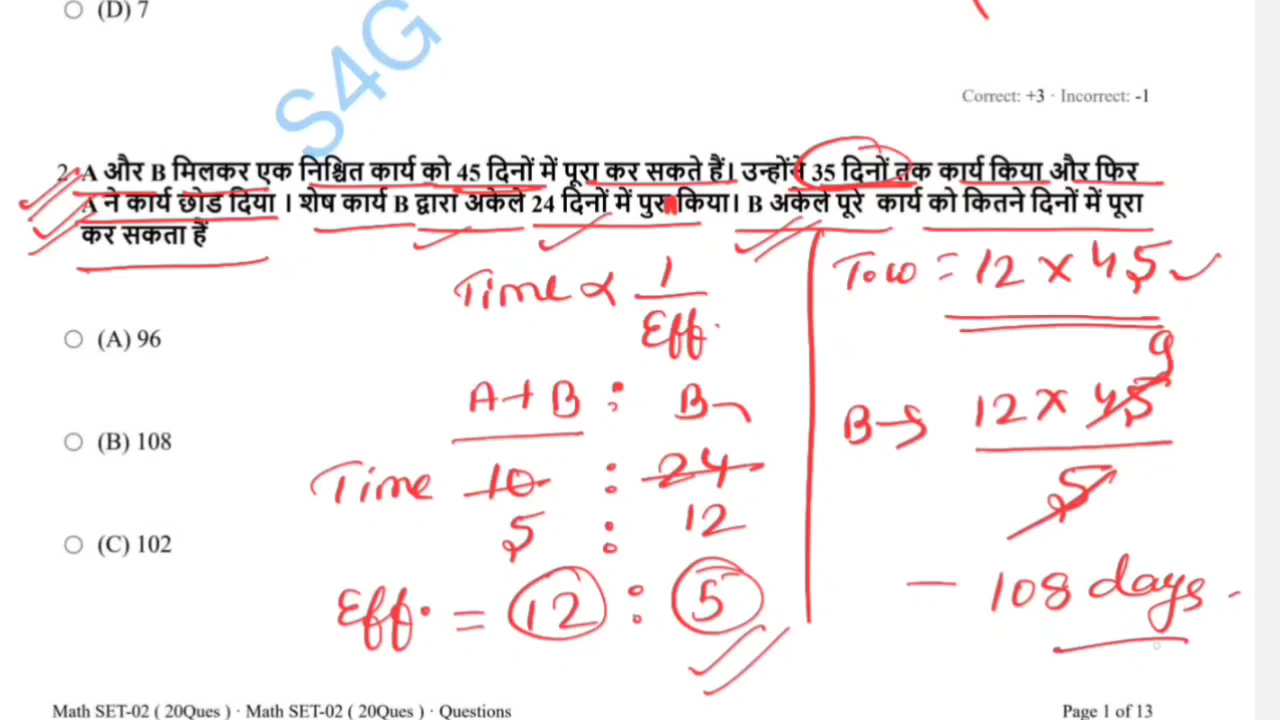 (D) 7
S4G
Correct: +3 · Incorrect: -1
2. A और B मिलकर एक निश्चित कार्य को 45 दिनों में पूरा कर सकते हैं। उन्होंने 35 दिनों तक कार्य किया और फिर
A ने कार्य छोड दिया । शेष कार्य B द्वारा अकेले 24 दिनों में पुरा किया। B अकेले पूरे कार्य को कितने दिनों में पूरा
कर सकता हैं
(A) 96
(B) 108
(C) 102
Time ∝ 1/Eff.
A+B : B
Time 10 : 24
5 : 12
Eff. = 12 : 5
T.w = 12 × 45
9
B→ 12 × 45
5
— 108 days.
Math SET-02 ( 20Ques ) · Math SET-02 ( 20Ques ) · Questions
Page 1 of 13